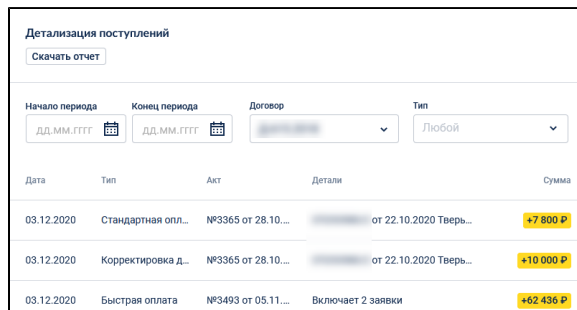 Детализация поступлений
Скачать отчет
Начало периода Конец периода Договор Тип
дд.мм.гггг дд.мм.гггг Любой
Дата Тип Акт Детали Сумма
03.12.2020 Стандартная опл... №3365 от 28.10.... от 22.10.2020 Тверь... +7 800 ₽
03.12.2020 Корректировка д... №3365 от 28.10.... от 22.10.2020 Тверь... +10 000 ₽
03.12.2020 Быстрая оплата №3493 от 05.11.... Включает 2 заявки +62 436 ₽